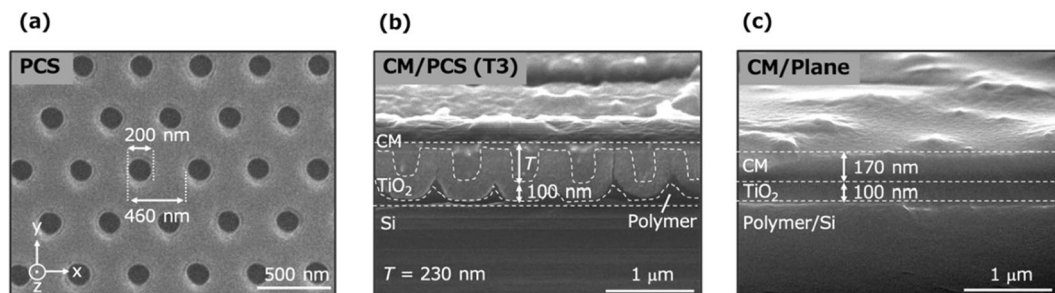 (a)
PCS
200 nm
460 nm
y
x
z
500 nm
(b)
CM/PCS (T3)
CM
T
TiO₂
100 nm
Si
Polymer
T = 230 nm
1 μm
(c)
CM/Plane
CM
170 nm
TiO₂
100 nm
Polymer/Si
1 μm